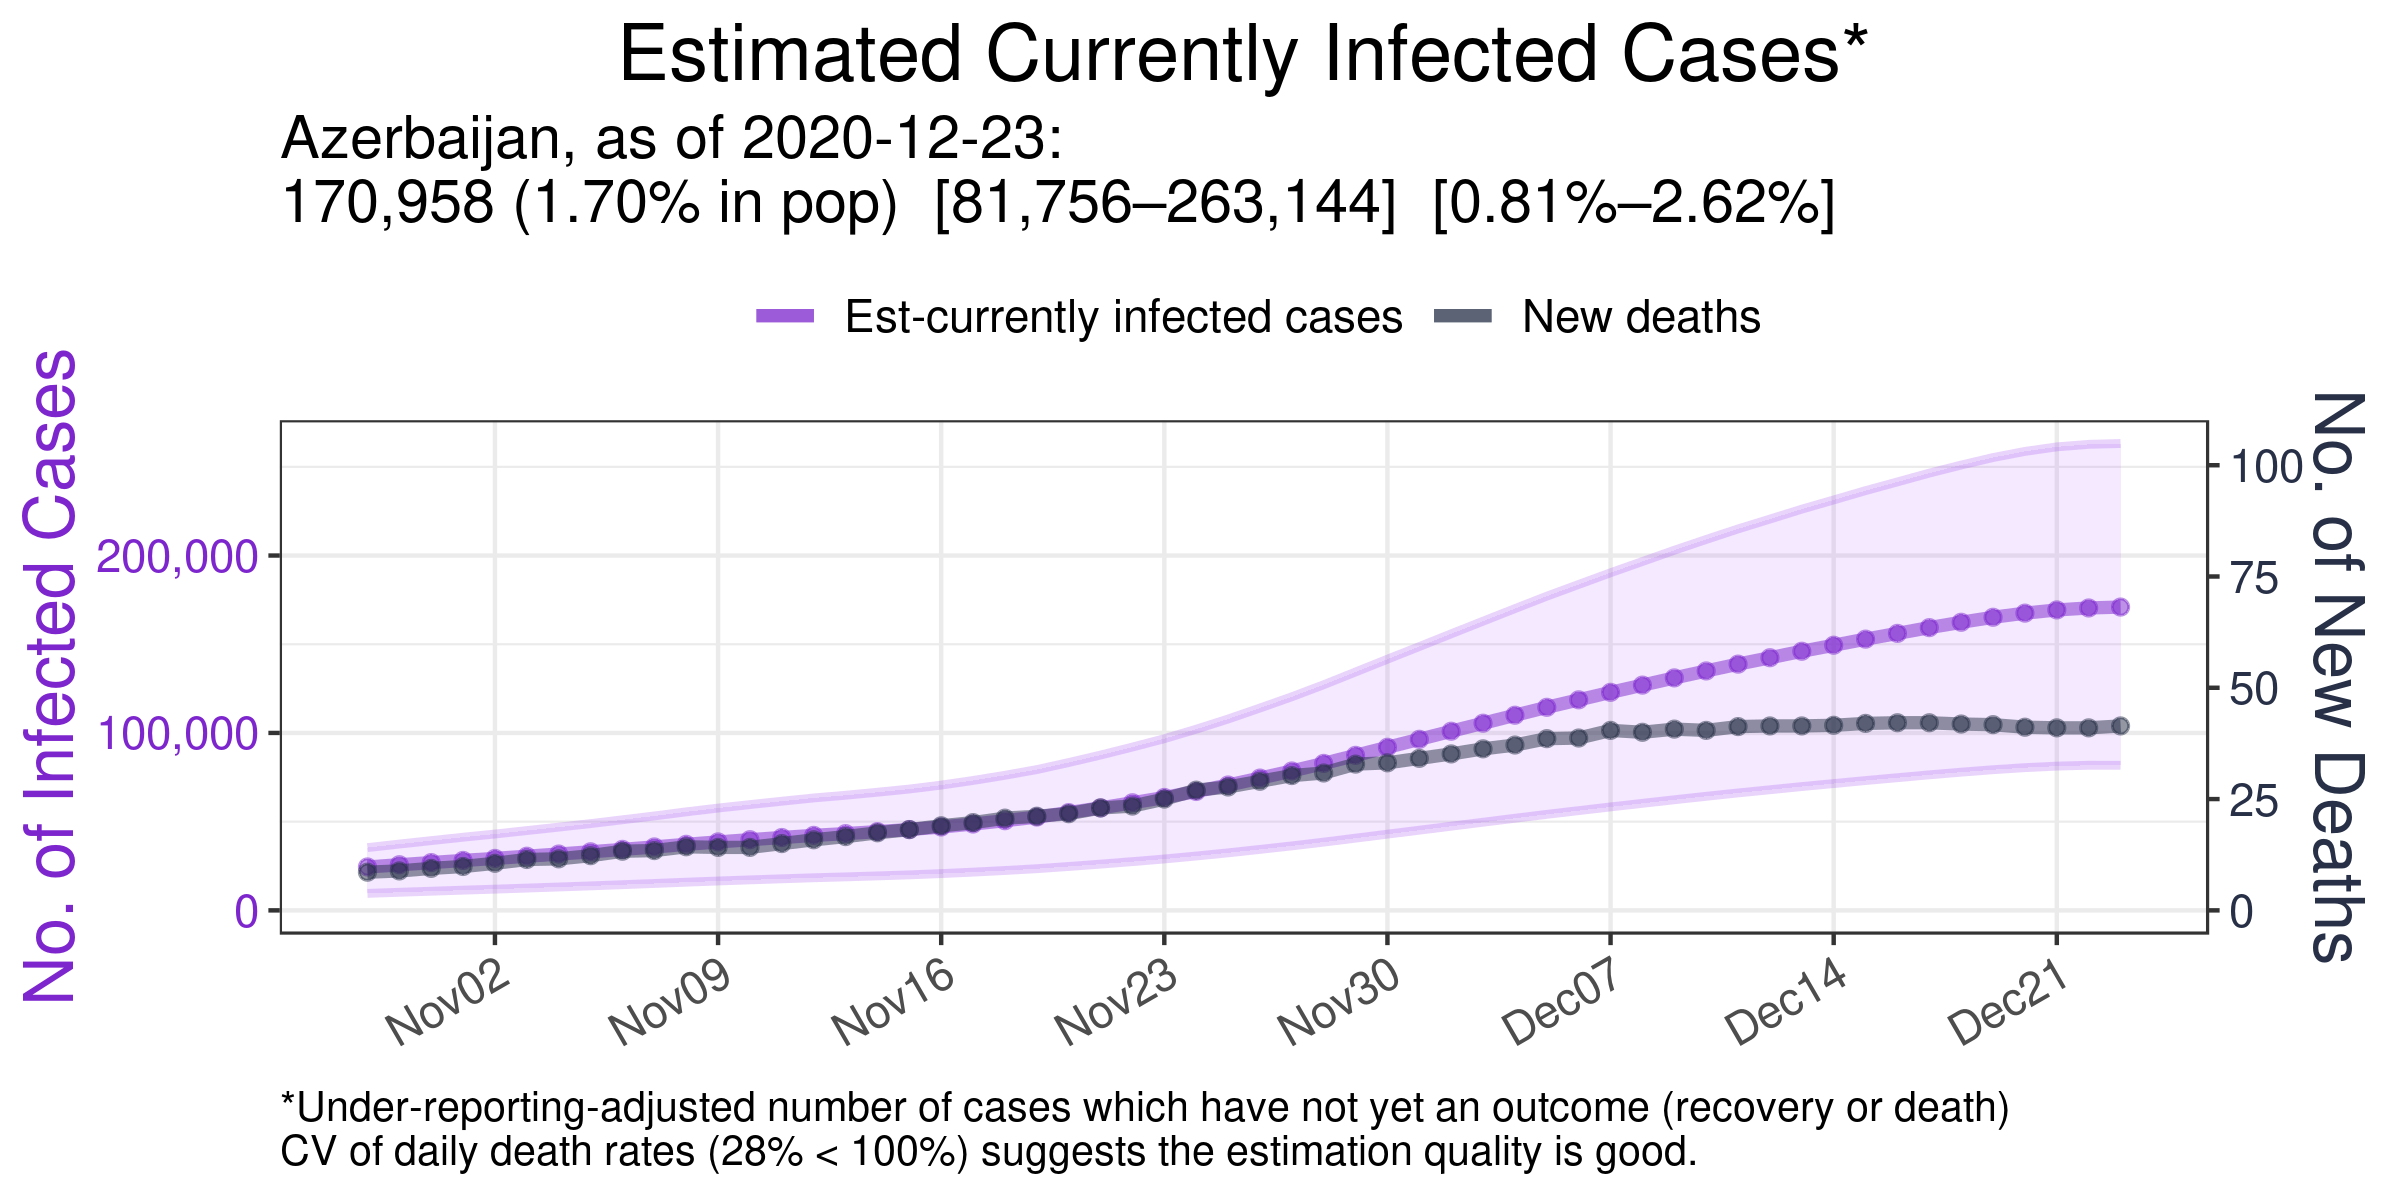 Estimated Currently Infected Cases*
Azerbaijan, as of 2020-12-23:
170,958 (1.70% in pop)  [81,756–263,144]  [0.81%–2.62%]
Est-currently infected cases
New deaths
No. of Infected Cases
200,000
100,000
0
100
75
50
25
0
No. of New Deaths
Nov02
Nov09
Nov16
Nov23
Nov30
Dec07
Dec14
Dec21
*Under-reporting-adjusted number of cases which have not yet an outcome (recovery or death)
CV of daily death rates (28% < 100%) suggests the estimation quality is good.